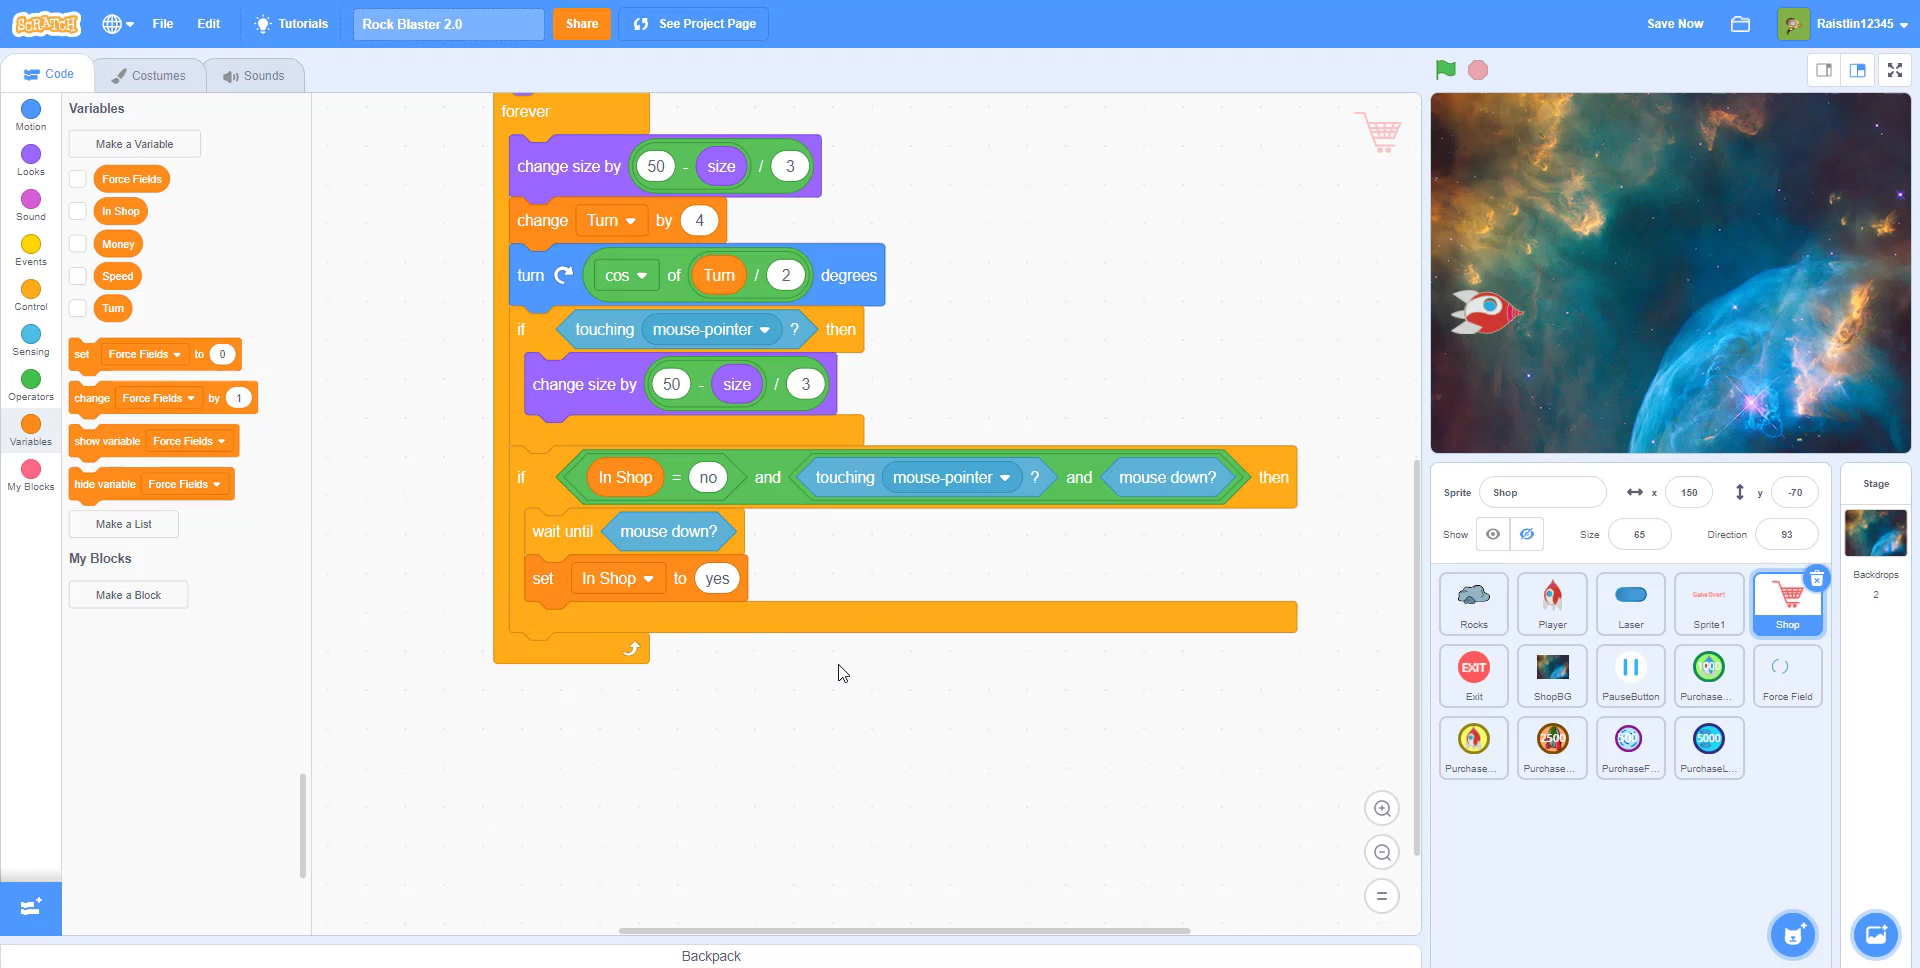 SCRATCH
File
Edit
Tutorials
Rock Blaster 2.0
Share
See Project Page
Save Now
Raistlin12345
Code
Costumes
Sounds
Motion
Looks
Sound
Events
Control
Sensing
Operators
Variables
My Blocks
Variables
Make a Variable
Force Fields
In Shop
Money
Speed
Turn
set Force Fields to 0
change Force Fields by 1
show variable Force Fields
hide variable Force Fields
Make a List
My Blocks
Make a Block
forever
change size by 50 - size / 3
change Turn by 4
turn cos of Turn / 2 degrees
if touching mouse-pointer ? then
change size by 50 - size / 3
if In Shop = no and touching mouse-pointer ? and mouse down? then
wait until mouse down?
set In Shop to yes
Backpack
Sprite Shop x 150 y -70
Show Size 65 Direction 93
Stage
Backdrops
2
Game Over!
Rocks
Player
Laser
Sprite1
Shop
EXIT
1000
Exit
ShopBG
PauseButton
Purchase...
Force Field
2500
500
5000
Purchase...
Purchase...
PurchaseF...
PurchaseL...